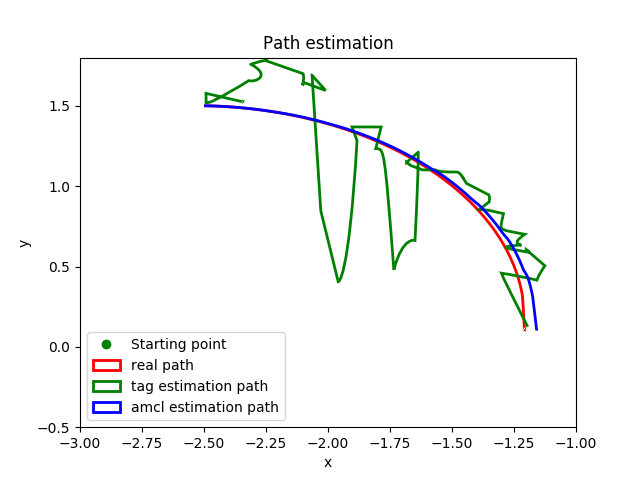 Path estimation
y
1.5
1.0
0.5
0.0
−0.5
Starting point
real path
tag estimation path
amcl estimation path
−3.00 −2.75 −2.50 −2.25 −2.00 −1.75 −1.50 −1.25 −1.00
x